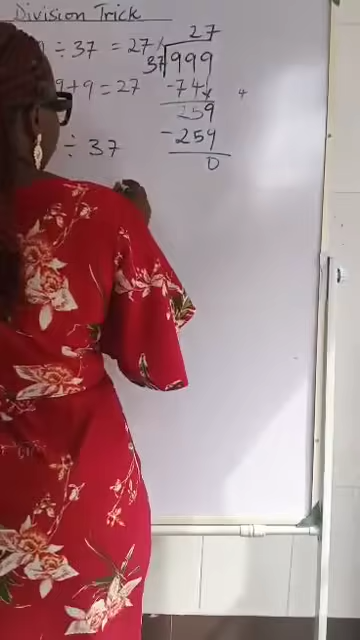 Division Trick
÷ 37 = 27
9 + 9 = 27
÷ 37
27
37 999
- 74
259
- 259
0